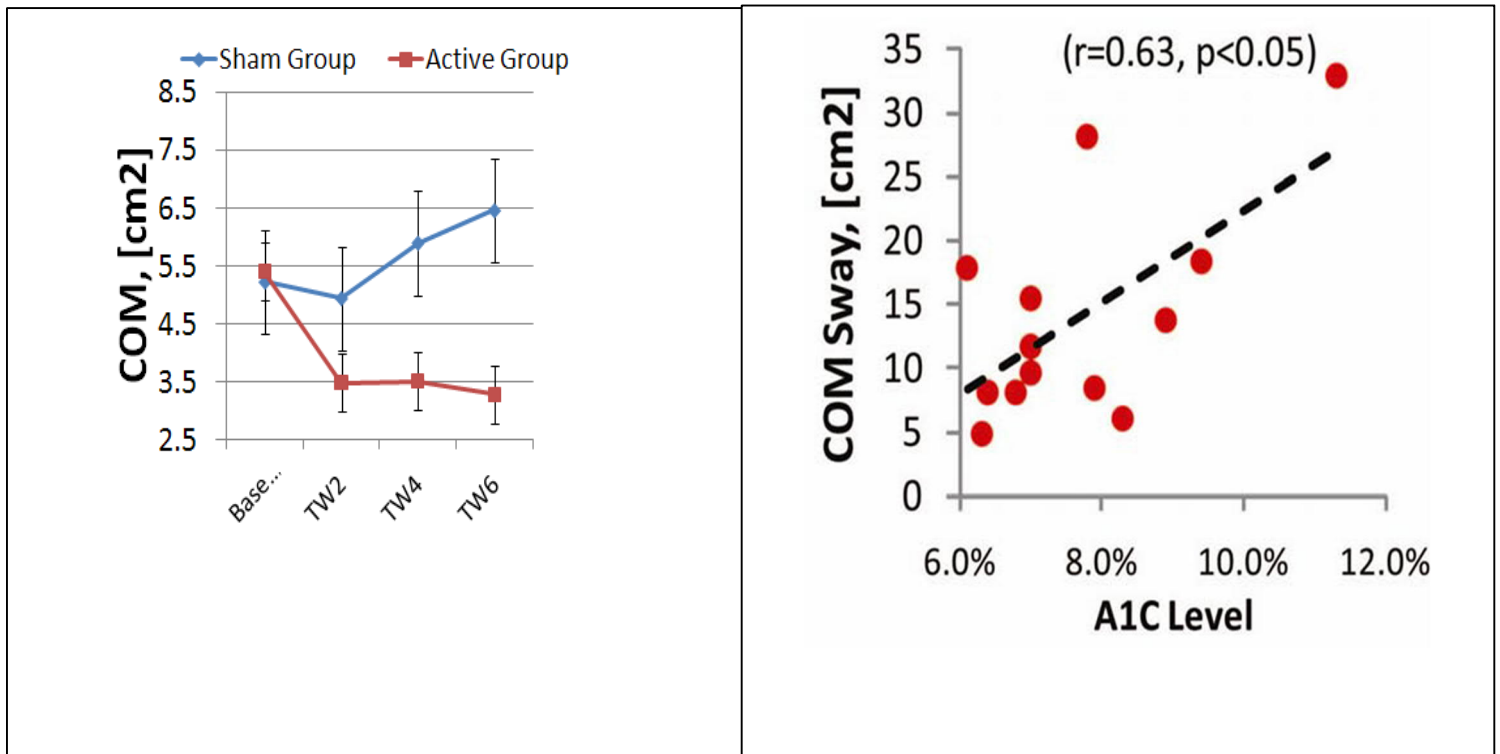 Sham Group Active Group
8.5
7.5
6.5
5.5
4.5
3.5
2.5
COM, [cm2]
Base... TW2 TW4 TW6
(r=0.63, p<0.05)
35
30
25
20
15
10
5
0
COM Sway, [cm2]
6.0% 8.0% 10.0% 12.0%
A1C Level